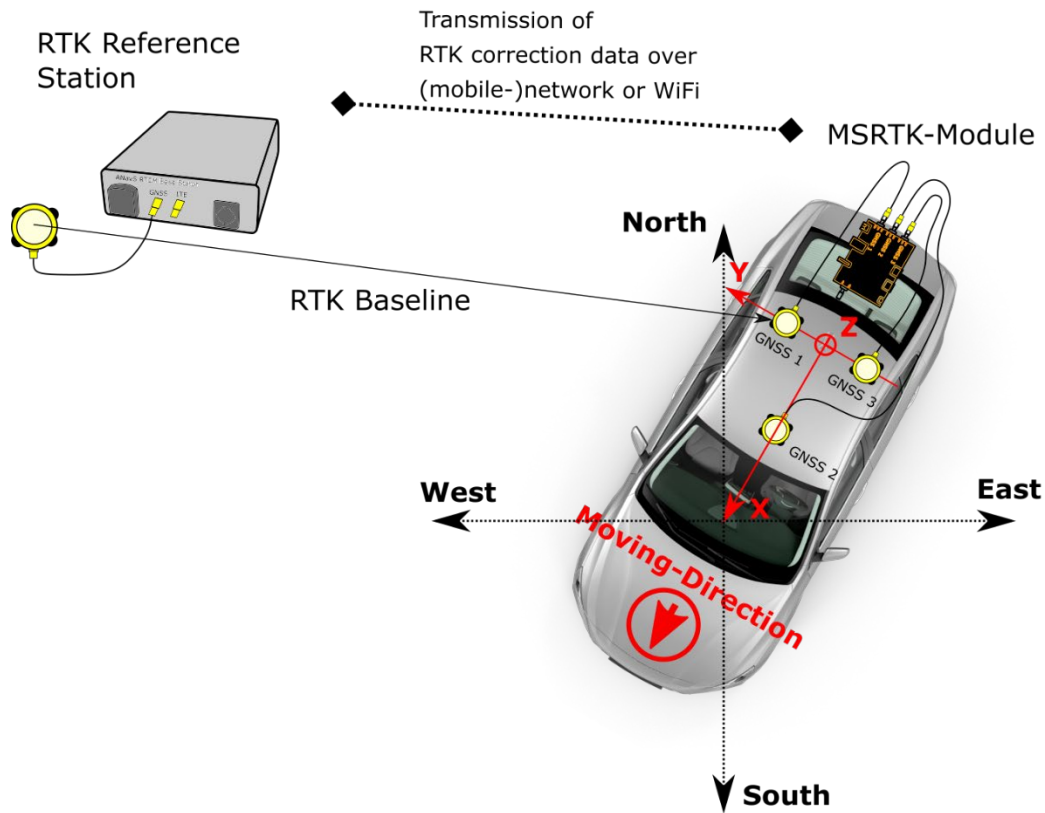 RTK Reference
Station
Transmission of
RTK correction data over
(mobile-)network or WiFi
MSRTK-Module
GNSS
LTE
North
Y
Z
RTK Baseline
GNSS 1
GNSS 3
GNSS 2
West
East
X
Moving-Direction
South